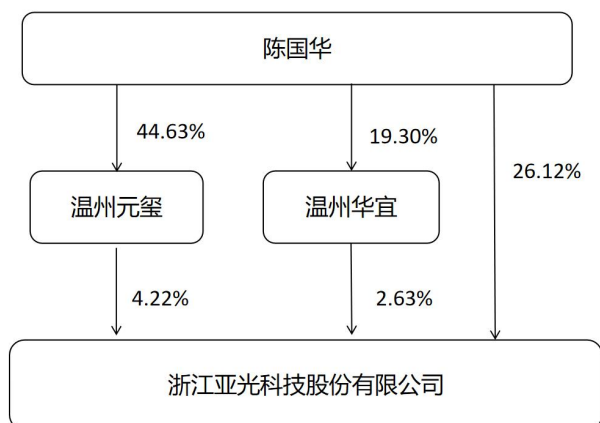 陈国华
44.63%
19.30%
26.12%
温州元玺
温州华宜
4.22%
2.63%
浙江亚光科技股份有限公司